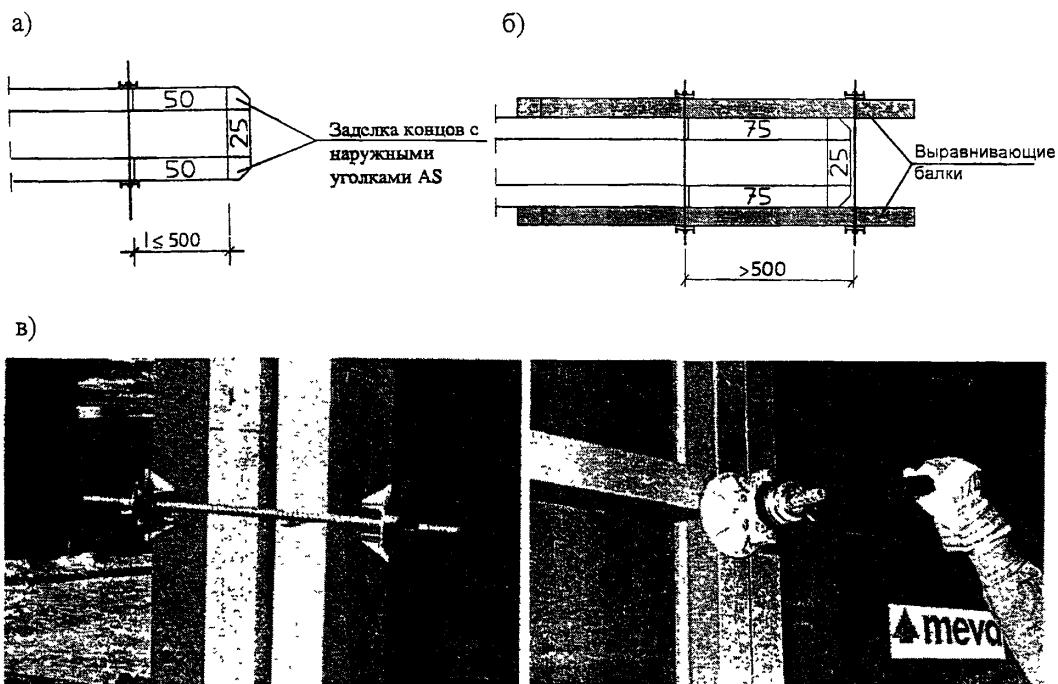 а)
50
25
50
Заделка концов с
наружными
уголками AS
l≤500
б)
75
25
75
Выравнивающие
балки
>500
в)
meva